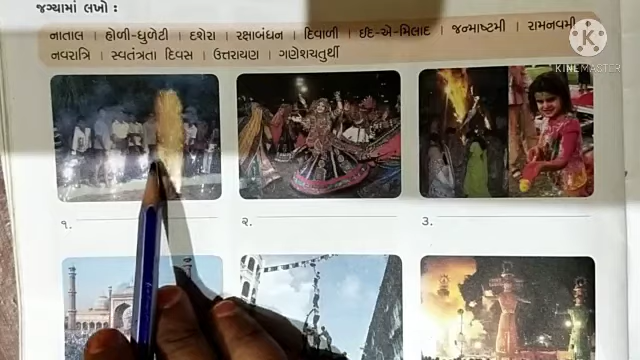 જગ્યામાં લખો :
નાતાલ | હોળી-ધુળેટી | દશેરા | રક્ષાબંધન | દિવાળી | ઈદ-એ-મિલાદ | જન્માષ્ટમી | રામનવમી
નવરાત્રિ | સ્વતંત્રતા દિવસ | ઉત્તરાયણ | ગણેશચતુર્થી
KINEMASTER
૧. ૨. ૩.